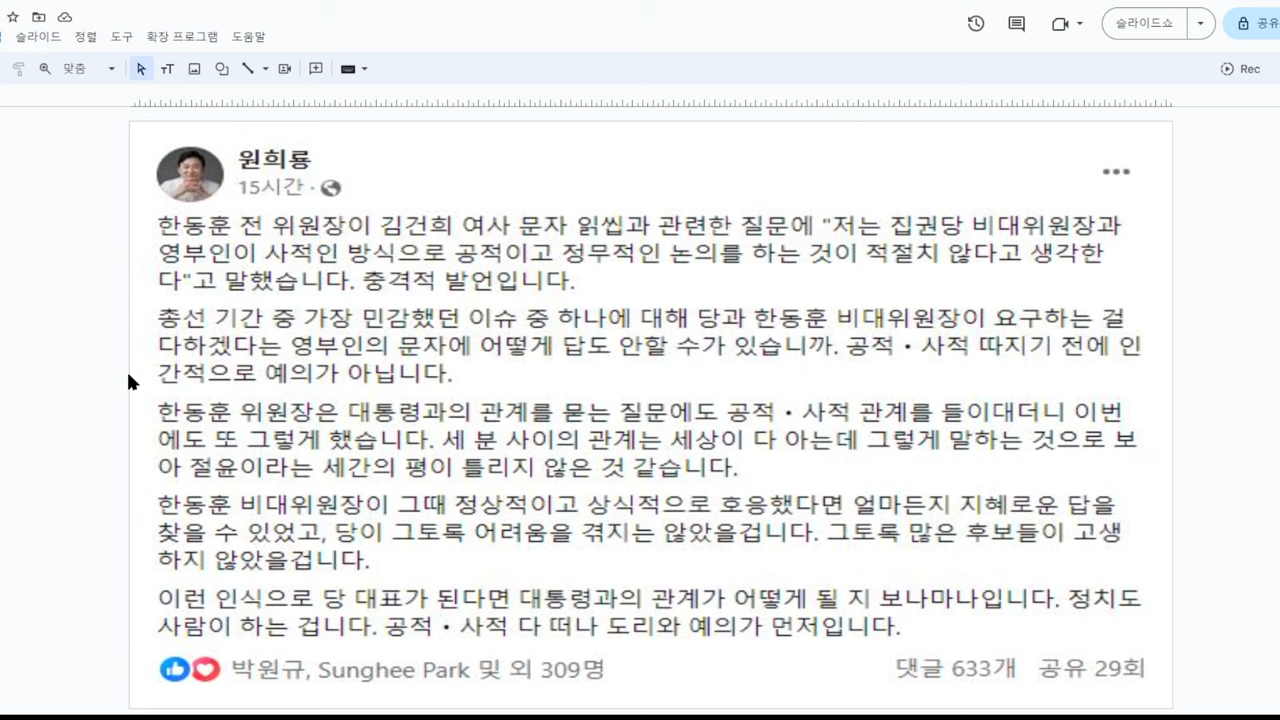 슬라이드 정렬 도구 확장 프로그램 도움말
슬라이드쇼
공유
맞춤
Rec
원희룡
15시간 ·
한동훈 전 위원장이 김건희 여사 문자 읽씹과 관련한 질문에 "저는 집권당 비대위원장과
영부인이 사적인 방식으로 공적이고 정무적인 논의를 하는 것이 적절치 않다고 생각한
다"고 말했습니다. 충격적 발언입니다.
총선 기간 중 가장 민감했던 이슈 중 하나에 대해 당과 한동훈 비대위원장이 요구하는 걸
다하겠다는 영부인의 문자에 어떻게 답도 안할 수가 있습니까. 공적・사적 따지기 전에 인
간적으로 예의가 아닙니다.
한동훈 위원장은 대통령과의 관계를 묻는 질문에도 공적・사적 관계를 들이대더니 이번
에도 또 그렇게 했습니다. 세 분 사이의 관계는 세상이 다 아는데 그렇게 말하는 것으로 보
아 절윤이라는 세간의 평이 틀리지 않은 것 같습니다.
한동훈 비대위원장이 그때 정상적이고 상식적으로 호응했다면 얼마든지 지혜로운 답을
찾을 수 있었고, 당이 그토록 어려움을 겪지는 않았을겁니다. 그토록 많은 후보들이 고생
하지 않았을겁니다.
이런 인식으로 당 대표가 된다면 대통령과의 관계가 어떻게 될 지 보나마나입니다. 정치도
사람이 하는 겁니다. 공적・사적 다 떠나 도리와 예의가 먼저입니다.
박원규, Sunghee Park 및 외 309명
댓글 633개 공유 29회